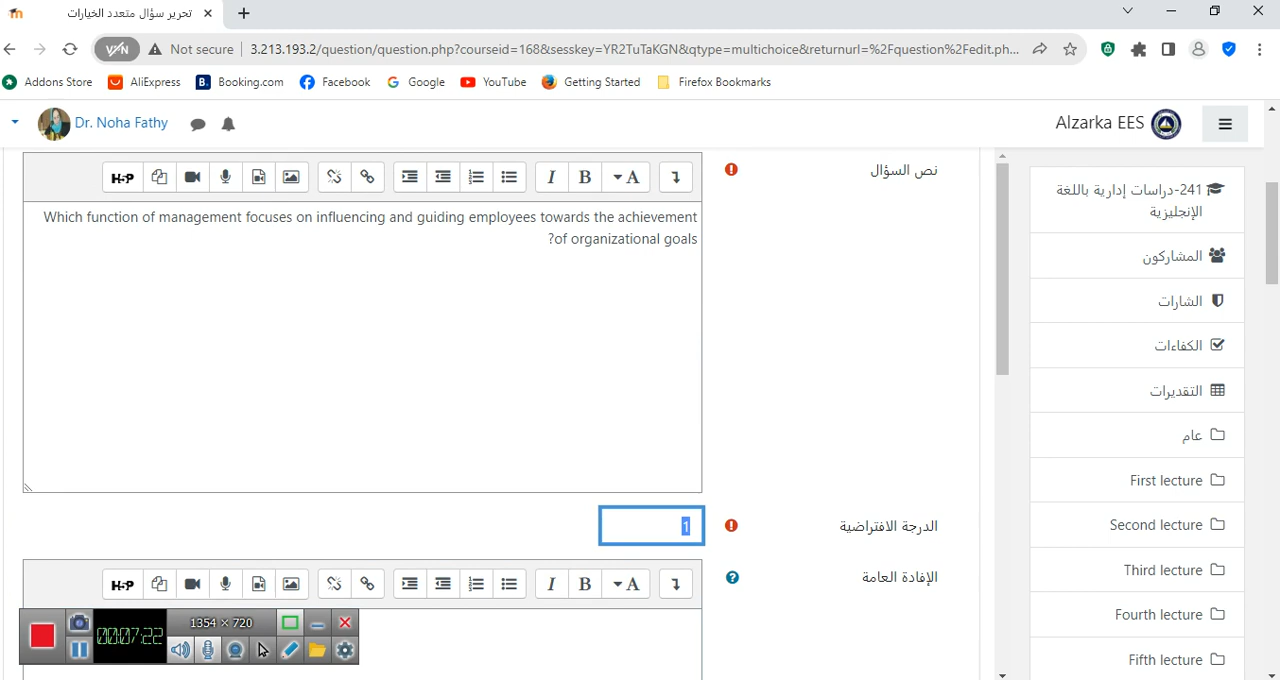 تحرير سؤال متعدد الخيارات
VPN
Not secure
3.213.193.2/question/question.php?courseid=168&sesskey=YR2TuTaKGN&qtype=multichoice&returnurl=%2Fquestion%2Fedit.ph...
Addons Store
AliExpress
B. Booking.com
Facebook
Google
YouTube
Getting Started
Firefox Bookmarks
Dr. Noha Fathy
Alzarka EES
نص السؤال
H-P
I
B
A
Which function of management focuses on influencing and guiding employees towards the achievement
?of organizational goals
الدرجة الافتراضية
1
الإفادة العامة
H-P
I
B
A
241-دراسات إدارية باللغة
الإنجليزية
المشاركون
الشارات
الكفاءات
التقديرات
عام
First lecture
Second lecture
Third lecture
Fourth lecture
Fifth lecture
00:07:22
1354 × 720